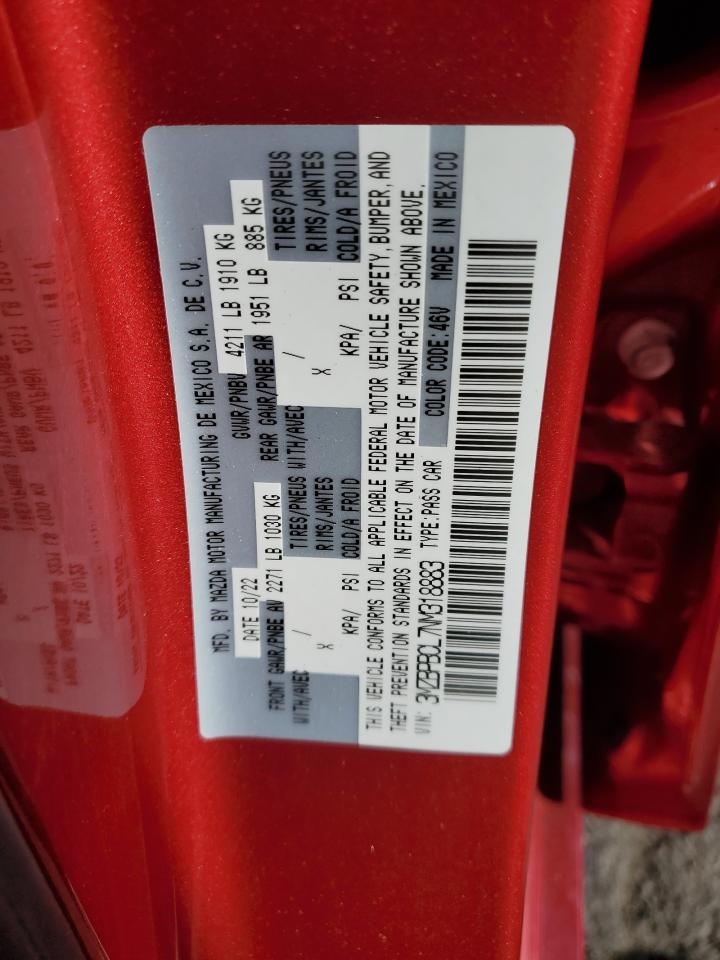 MFD. BY MAZDA MOTOR MANUFACTURING DE MEXICO S.A. DE C.V.
DATE 10/22 GVWR/PNBV 4211 LB 1910 KG
FRONT GAWR/PNBE AV 2271 LB 1030 KG REAR GAWR/PNBE AR 1951 LB 885 KG
WITH/AVEC / TIRES/PNEUS WITH/AVEC / TIRES/PNEUS
X RIMS/JANTES X RIMS/JANTES
KPA/ PSI COLD/A FROID KPA/ PSI COLD/A FROID
THIS VEHICLE CONFORMS TO ALL APPLICABLE FEDERAL MOTOR VEHICLE SAFETY, BUMPER, AND
THEFT PREVENTION STANDARDS IN EFFECT ON THE DATE OF MANUFACTURE SHOWN ABOVE.
VIN: 3MZBPBCL7NM318883 TYPE:PASS CAR COLOR CODE:46V MADE IN MEXICO